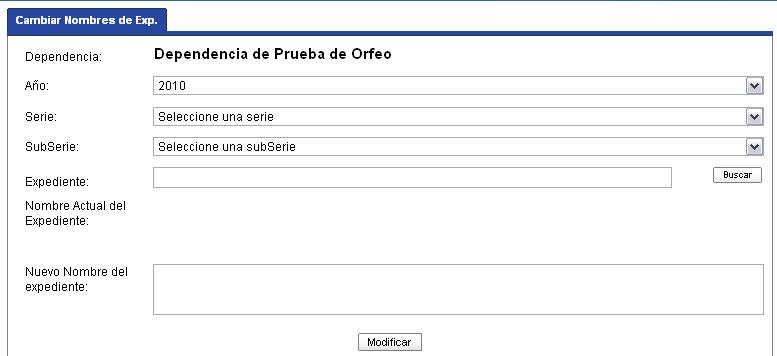 Cambiar Nombres de Exp.
Dependencia: Dependencia de Prueba de Orfeo
Año: 2010
Serie: Seleccione una serie
SubSerie: Seleccione una subSerie
Expediente: Buscar
Nombre Actual del
Expediente:
Nuevo Nombre del
expediente:
Modificar